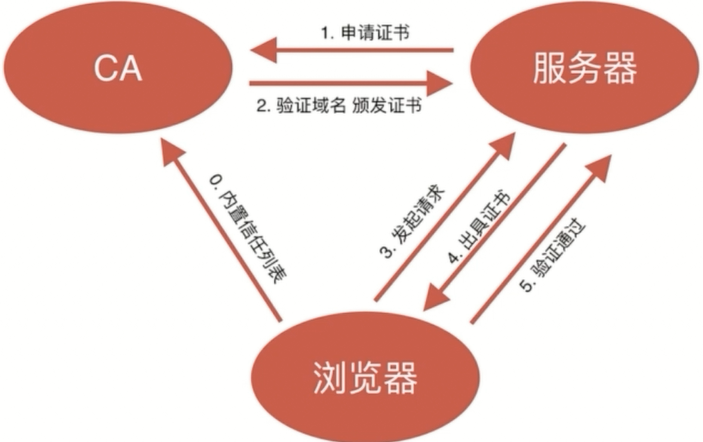 1. 申请证书
CA
服务器
2. 验证域名 颁发证书
0. 内置信任列表
3. 发起请求
4. 出具证书
5. 验证通过
浏览器